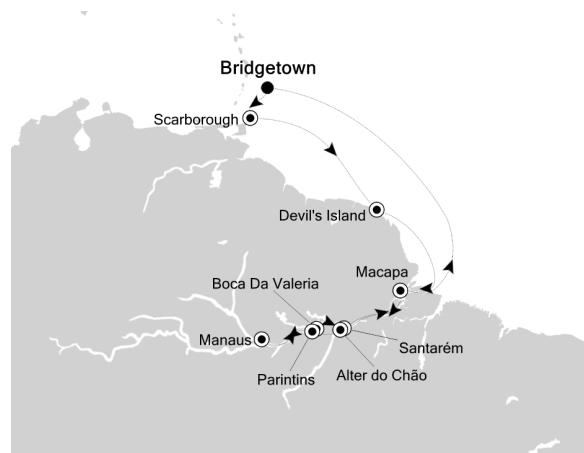 Bridgetown
Scarborough
Devil's Island
Macapa
Boca Da Valeria
Manaus
Santarém
Parintins
Alter do Chão